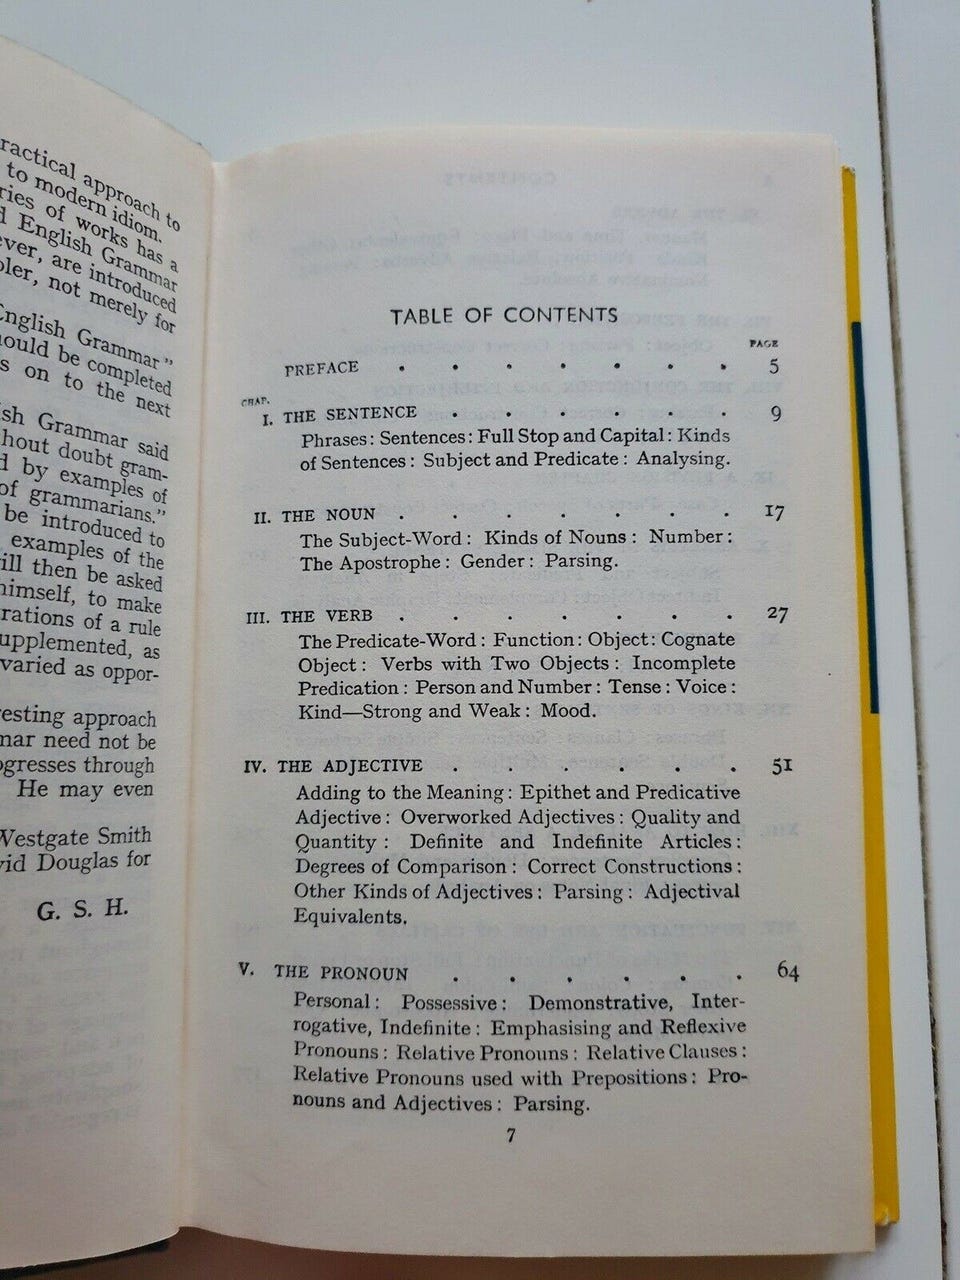 ractical approach to
to modern idiom.
ries of works has a
d English Grammar
ever, are introduced
oler, not merely for
English Grammar"
ould be completed
s on to the next
ish Grammar said
hout doubt gram-
d by examples of
of grammarians."
be introduced to
examples of the
ill then be asked
himself, to make
rations of a rule
upplemented, as
varied as oppor-
resting approach
mar need not be
ogresses through
He may even
Westgate Smith
vid Douglas for
G. S. H.
TABLE OF CONTENTS
PAGE
PREFACE . . . . . . . 5
CHAP.
I. THE SENTENCE . . . . . . 9
Phrases: Sentences: Full Stop and Capital: Kinds
of Sentences: Subject and Predicate: Analysing.
II. THE NOUN . . . . . . . 17
The Subject-Word: Kinds of Nouns: Number:
The Apostrophe: Gender: Parsing.
III. THE VERB . . . . . . . 27
The Predicate-Word: Function: Object: Cognate
Object: Verbs with Two Objects: Incomplete
Predication: Person and Number: Tense: Voice:
Kind—Strong and Weak: Mood.
IV. THE ADJECTIVE . . . . . . 51
Adding to the Meaning: Epithet and Predicative
Adjective: Overworked Adjectives: Quality and
Quantity: Definite and Indefinite Articles:
Degrees of Comparison: Correct Constructions:
Other Kinds of Adjectives: Parsing: Adjectival
Equivalents.
V. THE PRONOUN . . . . . . 64
Personal: Possessive: Demonstrative, Inter-
rogative, Indefinite: Emphasising and Reflexive
Pronouns: Relative Pronouns: Relative Clauses:
Relative Pronouns used with Prepositions: Pro-
nouns and Adjectives: Parsing.
7